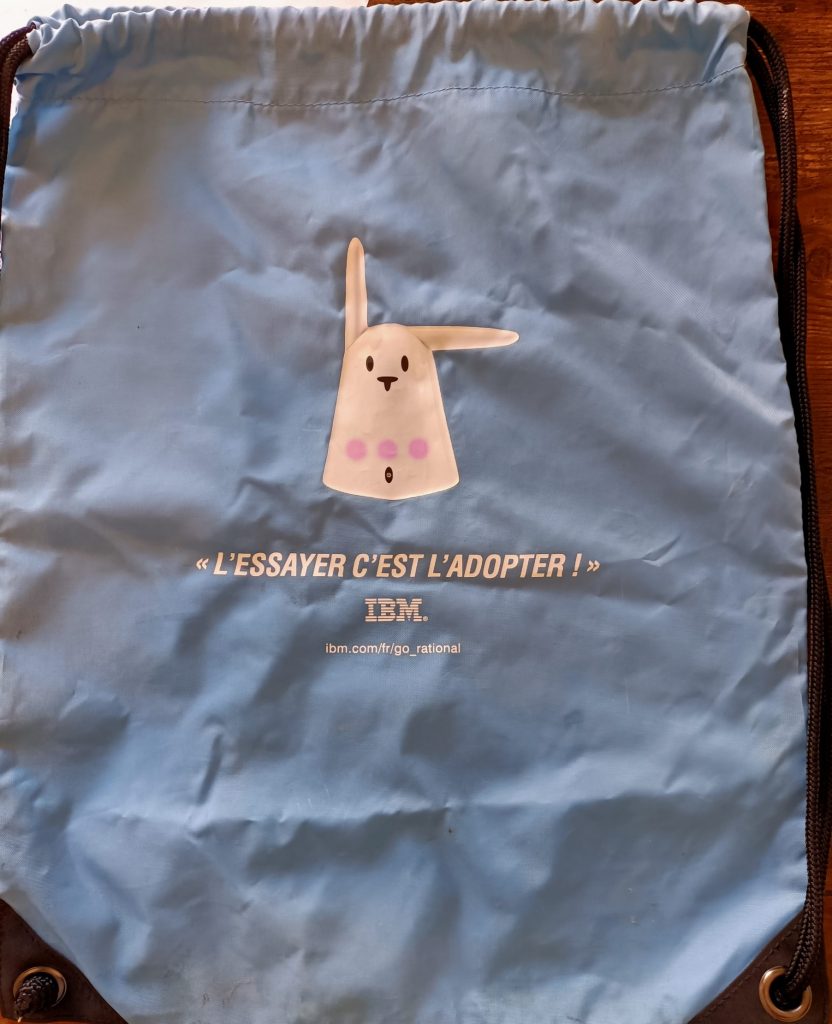 « L'ESSAYER C'EST L'ADOPTER ! »
IBM®
ibm.com/fr/go_rational